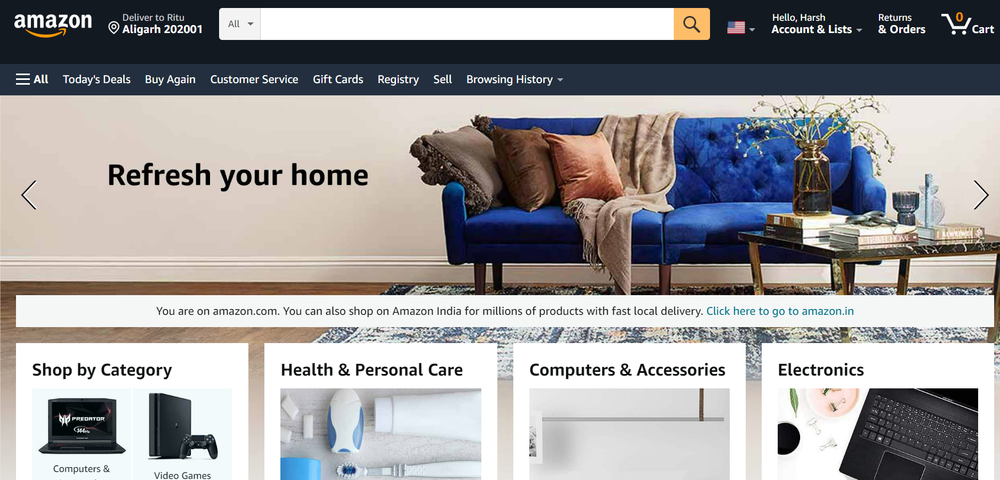 amazon
Deliver to Ritu
Aligarh 202001
All
Hello, Harsh
Account & Lists
Returns
& Orders
0
Cart
All
Today's Deals
Buy Again
Customer Service
Gift Cards
Registry
Sell
Browsing History
Refresh your home
AI WEIWEI
You are on amazon.com. You can also shop on Amazon India for millions of products with fast local delivery. Click here to go to amazon.in
Shop by Category
Health & Personal Care
Computers & Accessories
Electronics
PREDATOR
144Hz
Computers &
Video Games